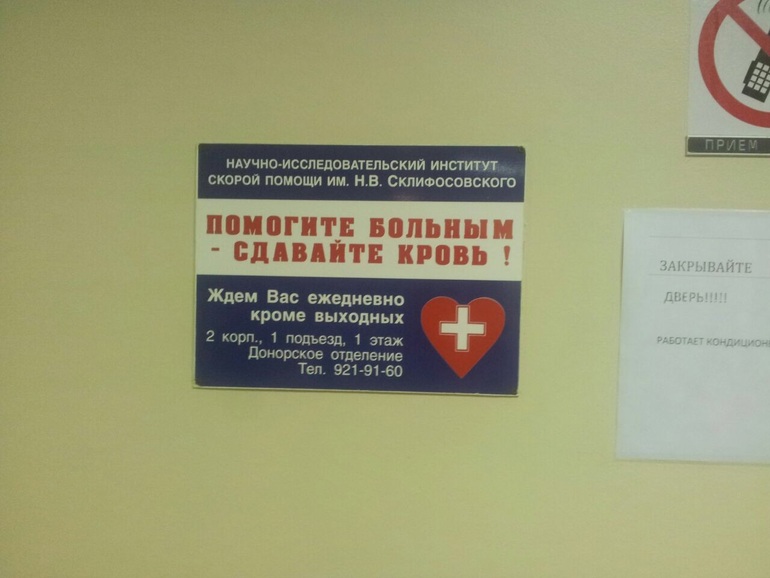 НАУЧНО-ИССЛЕДОВАТЕЛЬСКИЙ ИНСТИТУТ
СКОРОЙ ПОМОЩИ ИМ. Н.В. СКЛИФОСОВСКОГО
ПОМОГИТЕ БОЛЬНЫМ
- СДАВАЙТЕ КРОВЬ !
Ждем Вас ежедневно
кроме выходных
2 корп., 1 подъезд, 1 этаж
Донорское отделение
Тел. 921-91-60
ПРИЕМ
ЗАКРЫВАЙТЕ
ДВЕРЬ!!!!!
РАБОТАЕТ